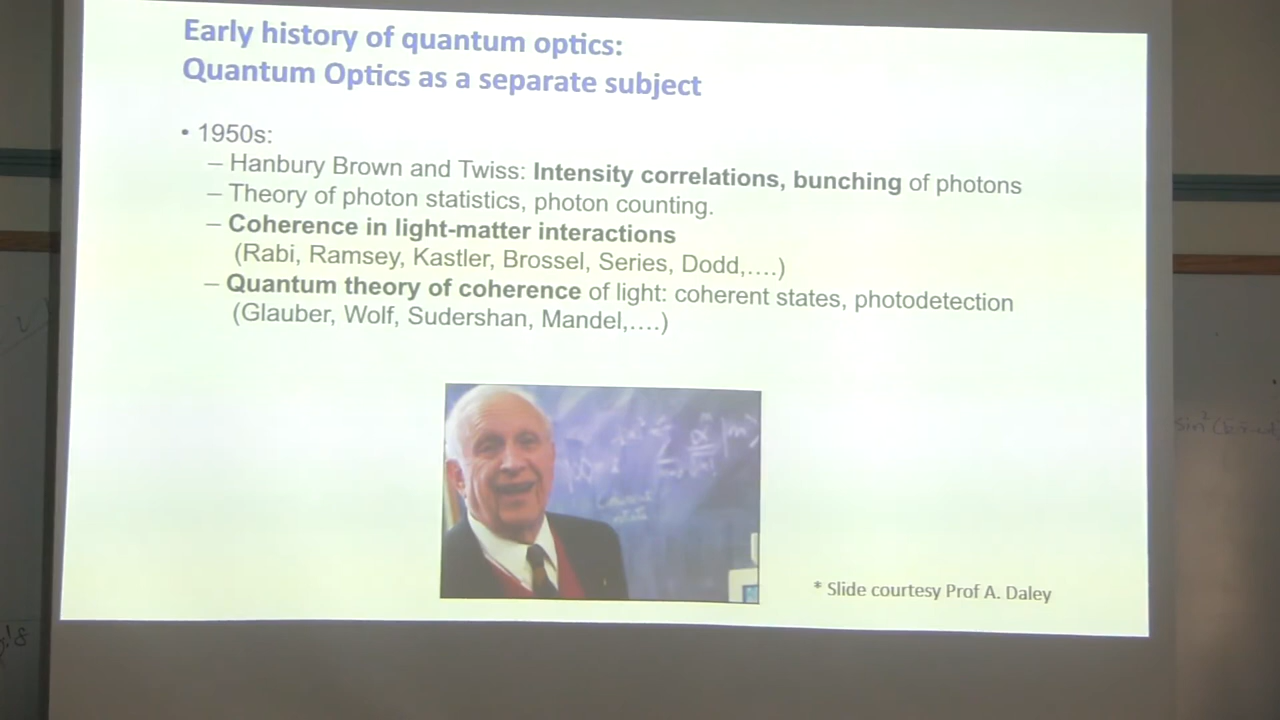 Early history of quantum optics:
Quantum Optics as a separate subject
• 1950s:
– Hanbury Brown and Twiss: Intensity correlations, bunching of photons
– Theory of photon statistics, photon counting.
– Coherence in light-matter interactions
(Rabi, Ramsey, Kastler, Brossel, Series, Dodd,....)
– Quantum theory of coherence of light: coherent states, photodetection
(Glauber, Wolf, Sudershan, Mandel,....)
* Slide courtesy Prof A. Daley